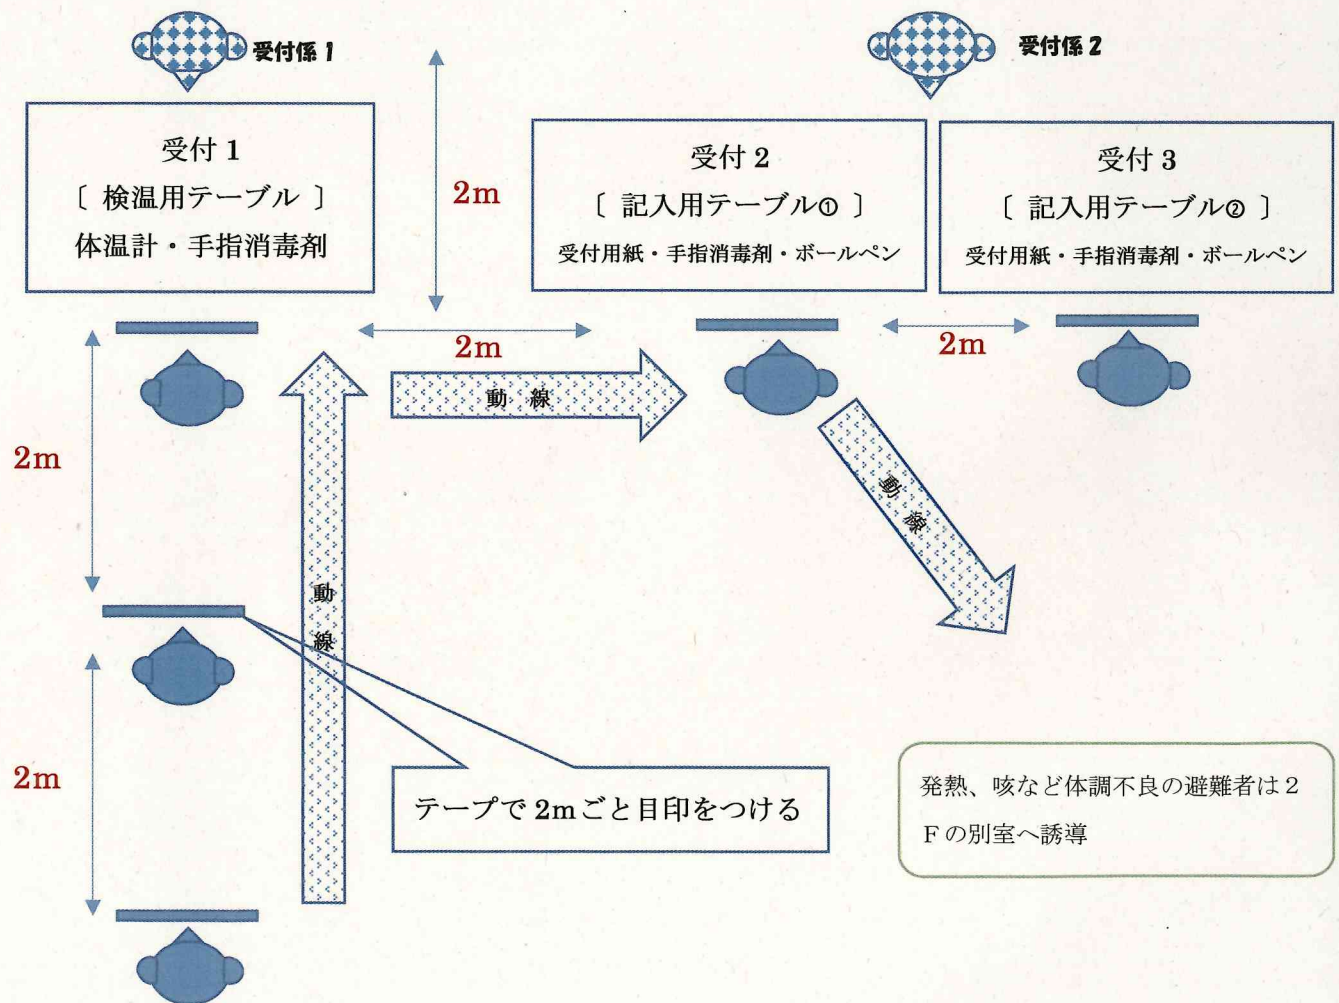 受付係 1
受付係 2
受付 1
〔 検温用テーブル 〕
体温計・手指消毒剤
2m
受付 2
〔 記入用テーブル① 〕
受付用紙・手指消毒剤・ボールペン
受付 3
〔 記入用テーブル② 〕
受付用紙・手指消毒剤・ボールペン
2m
2m
動 線
2m
動 線
動 線
2m
テープで 2m ごと目印をつける
発熱、咳など体調不良の避難者は2
Fの別室へ誘導